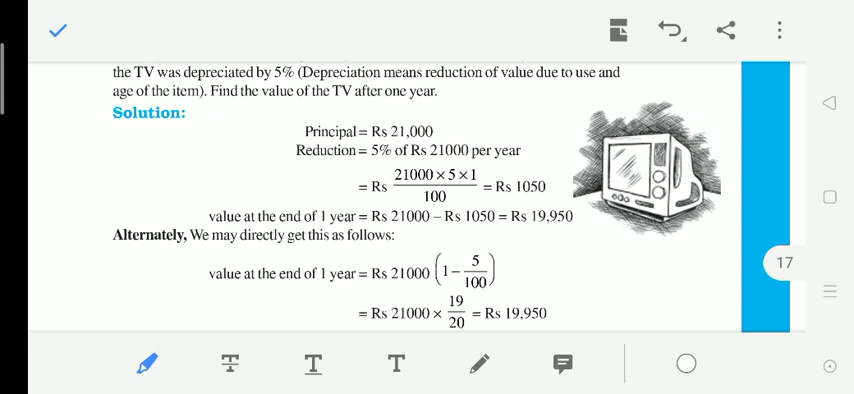 the TV was depreciated by 5% (Depreciation means reduction of value due to use and
age of the item). Find the value of the TV after one year.
Solution:
Principal = Rs 21,000
Reduction = 5% of Rs 21000 per year
= Rs 21000 × 5 × 1 / 100 = Rs 1050
value at the end of 1 year = Rs 21000 – Rs 1050 = Rs 19,950
Alternately, We may directly get this as follows:
value at the end of 1 year = Rs 21000 (1 – 5/100)
= Rs 21000 × 19/20 = Rs 19,950
17
T
T
T